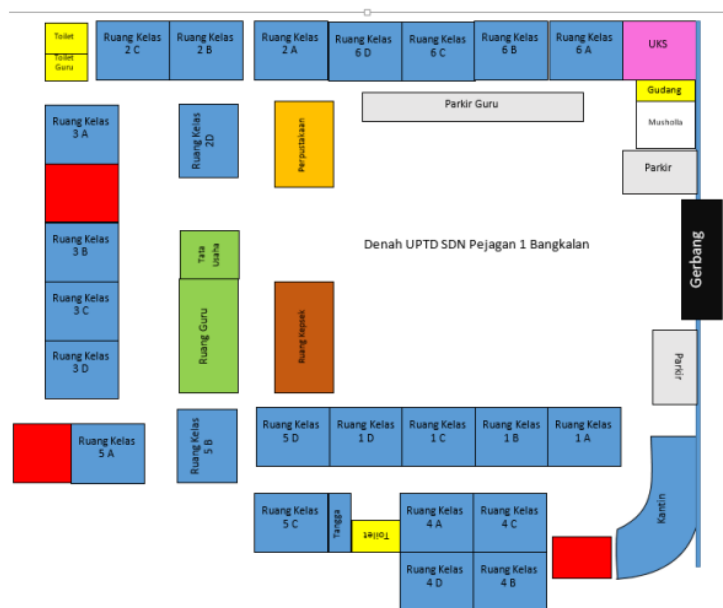 Toilet
Toilet
Guru
Ruang Kelas
2 C
Ruang Kelas
2 B
Ruang Kelas
2 A
Ruang Kelas
6 D
Ruang Kelas
6 C
Ruang Kelas
6 B
Ruang Kelas
6 A
UKS
Gudang
Musholla
Parkir Guru
Parkir
Ruang Kelas
3 A
Ruang Kelas
2D
Perpustakaan
Ruang Kelas
3 B
Tata
Usaha
Denah UPTD SDN Pejagan 1 Bangkalan
Gerbang
Ruang Kelas
3 C
Ruang Guru
Ruang Kepsek
Ruang Kelas
3 D
Parkir
Ruang Kelas
5 A
Ruang Kelas
5 B
Ruang Kelas
5 D
Ruang Kelas
1 D
Ruang Kelas
1 C
Ruang Kelas
1 B
Ruang Kelas
1 A
Ruang Kelas
5 C
Tangga
Toilet
Ruang Kelas
4 A
Ruang Kelas
4 C
Kantin
Ruang Kelas
4 D
Ruang Kelas
4 B